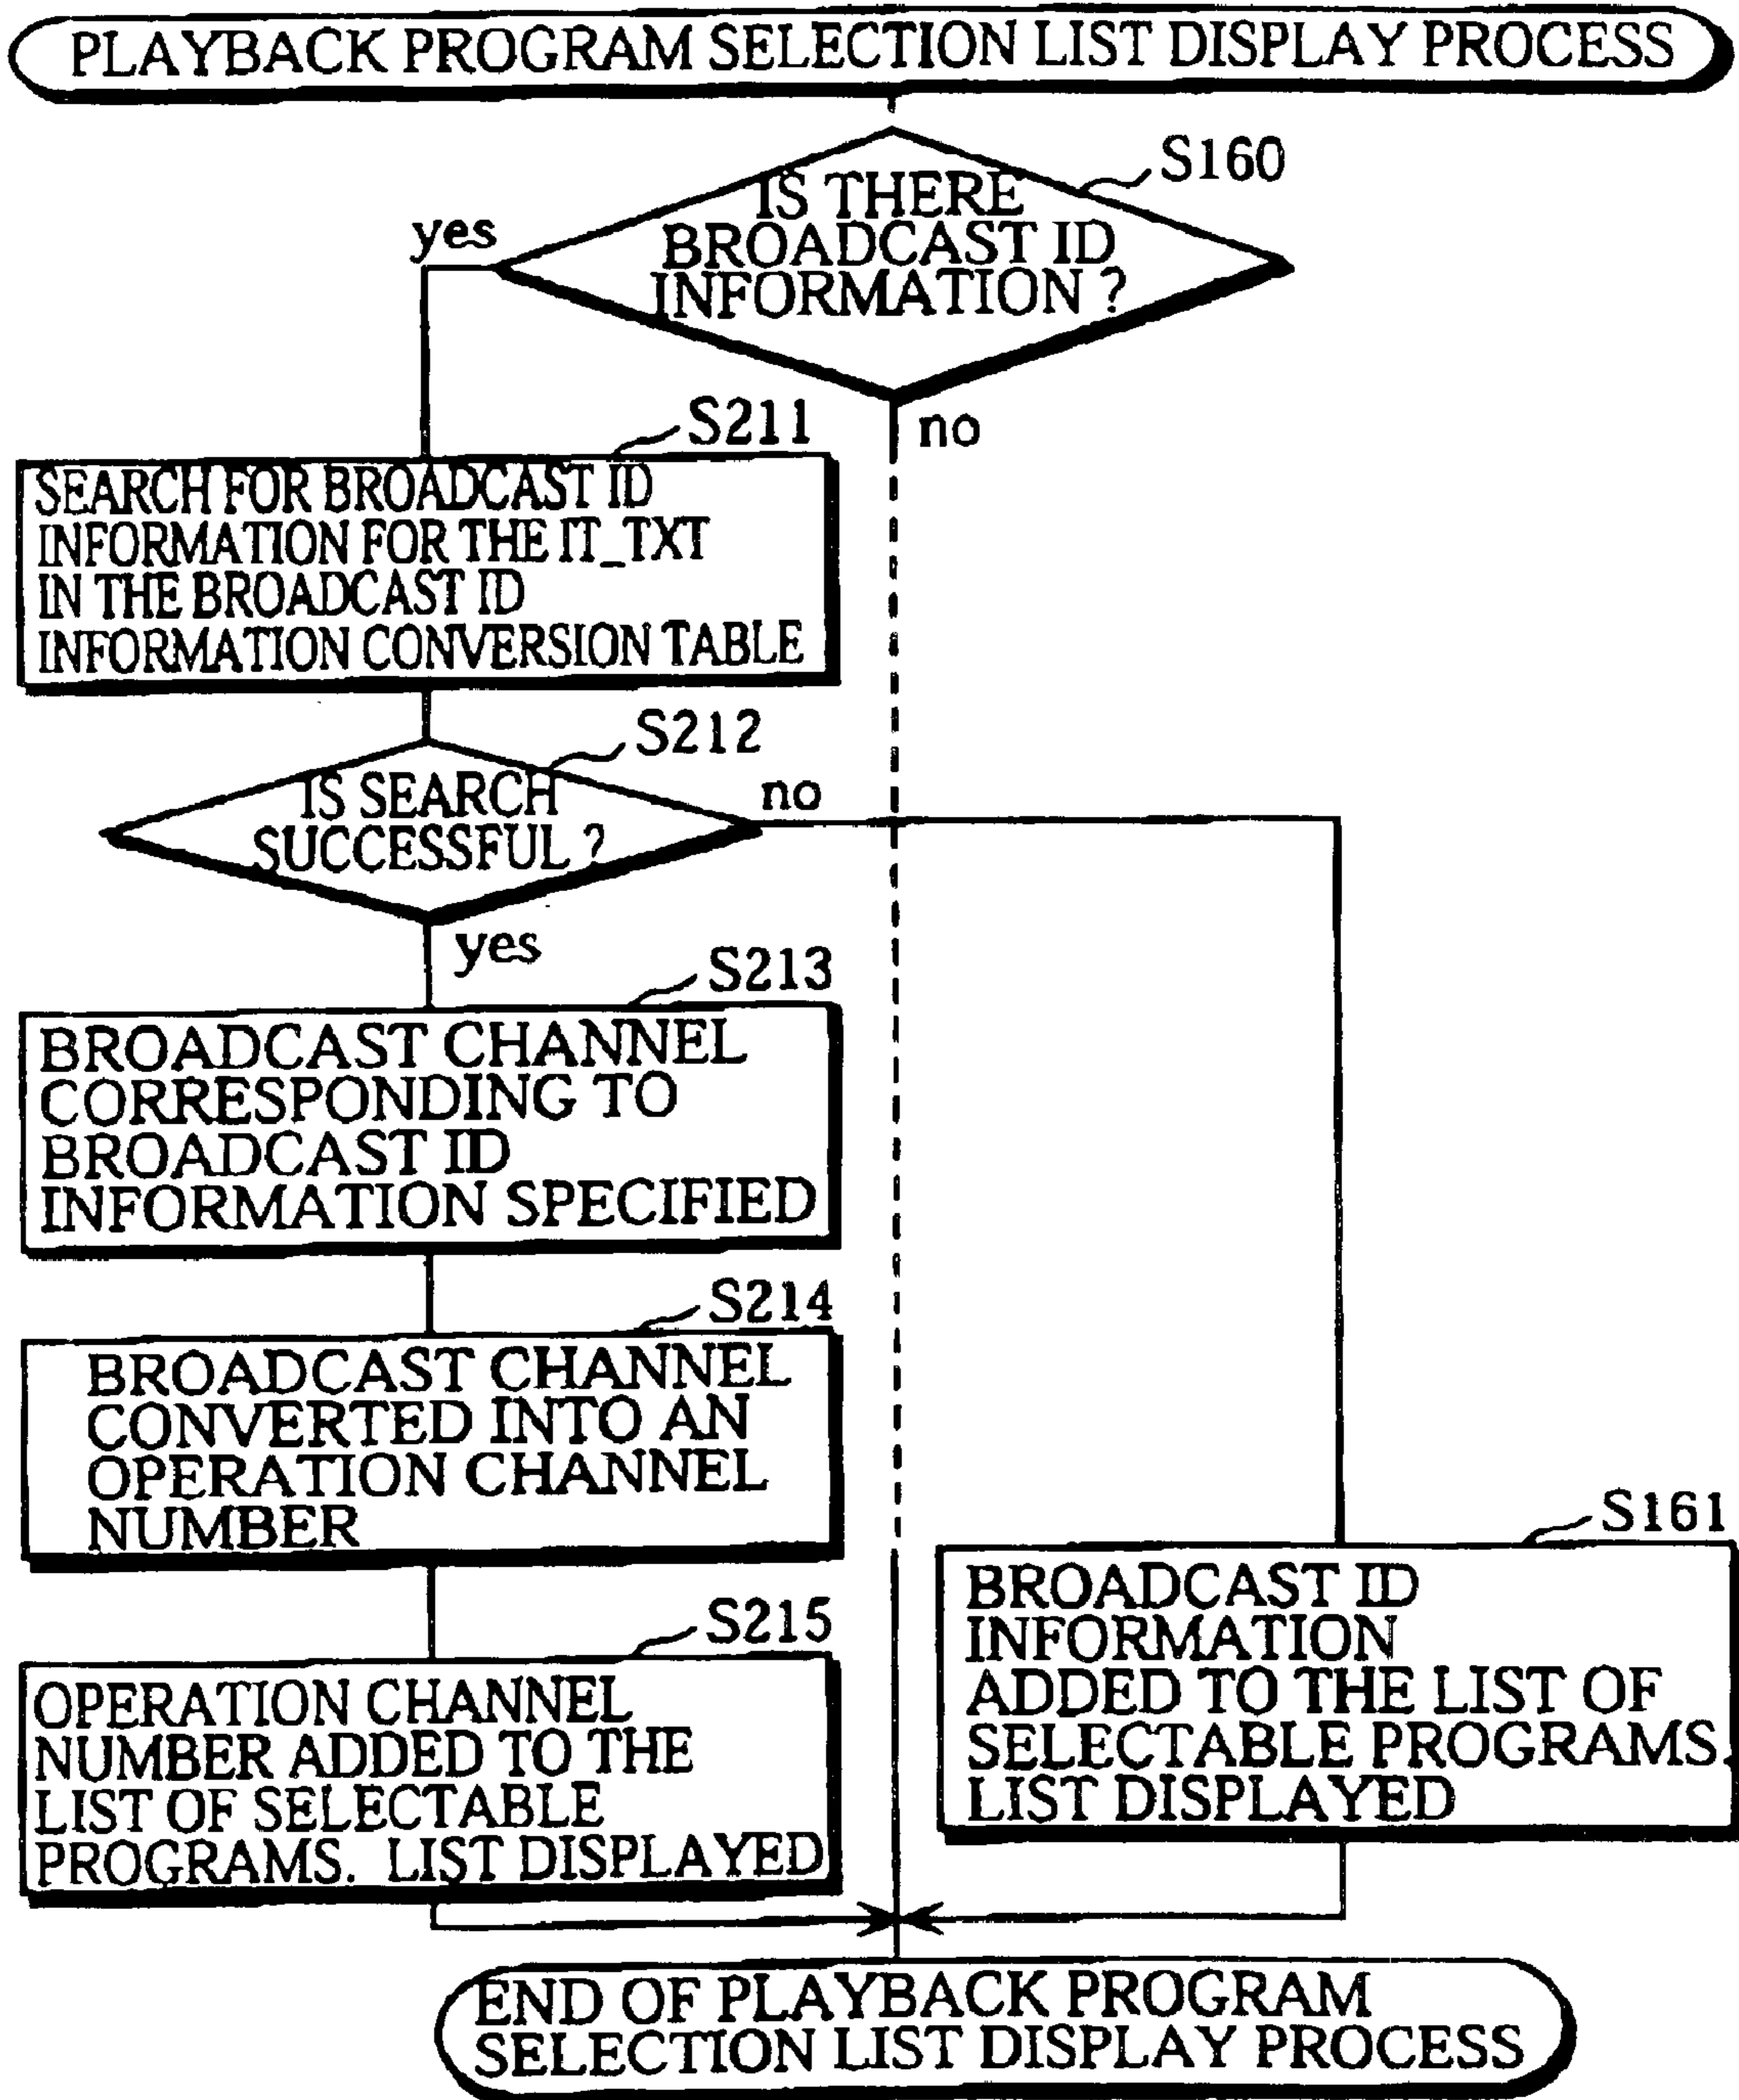 PLAYBACK PROGRAM SELECTION LIST DISPLAY PROCESS
S160
IS THERE
BROADCAST ID
INFORMATION ?
yes
no
S211
SEARCH FOR BROADCAST ID
INFORMATION FOR THE IT_TXT
IN THE BROADCAST ID
INFORMATION CONVERSION TABLE
S212
IS SEARCH
SUCCESSFUL ?
no
yes
S213
BROADCAST CHANNEL
CORRESPONDING TO
BROADCAST ID
INFORMATION SPECIFIED
S214
BROADCAST CHANNEL
CONVERTED INTO AN
OPERATION CHANNEL
NUMBER
S215
OPERATION CHANNEL
NUMBER ADDED TO THE
LIST OF SELECTABLE
PROGRAMS. LIST DISPLAYED
S161
BROADCAST ID
INFORMATION
ADDED TO THE LIST OF
SELECTABLE PROGRAMS.
LIST DISPLAYED
END OF PLAYBACK PROGRAM
SELECTION LIST DISPLAY PROCESS